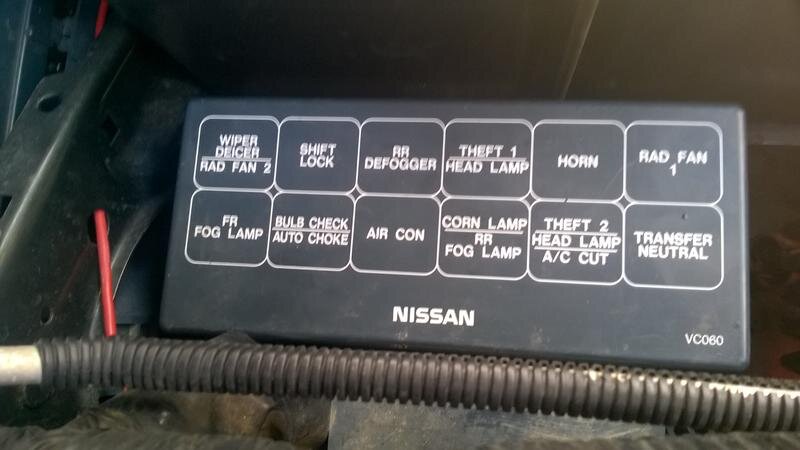 WIPER
DEICER
RAD FAN 2
SHIFT
LOCK
RR
DEFOGGER
THEFT 1
HEAD LAMP
HORN
RAD FAN
1
FR
FOG LAMP
BULB CHECK
AUTO CHOKE
AIR CON
CORN LAMP
RR
FOG LAMP
THEFT 2
HEAD LAMP
A/C CUT
TRANSFER
NEUTRAL
NISSAN
VC060